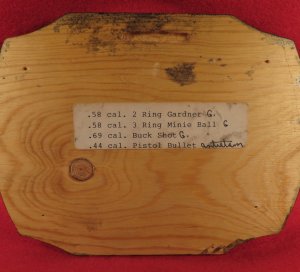 .58 cal. 2 Ring Gardner C.
.58 cal. 3 Ring Minie Ball C
.69 cal. Buck Shot C.
.44 cal. Pistol Bullet antietam